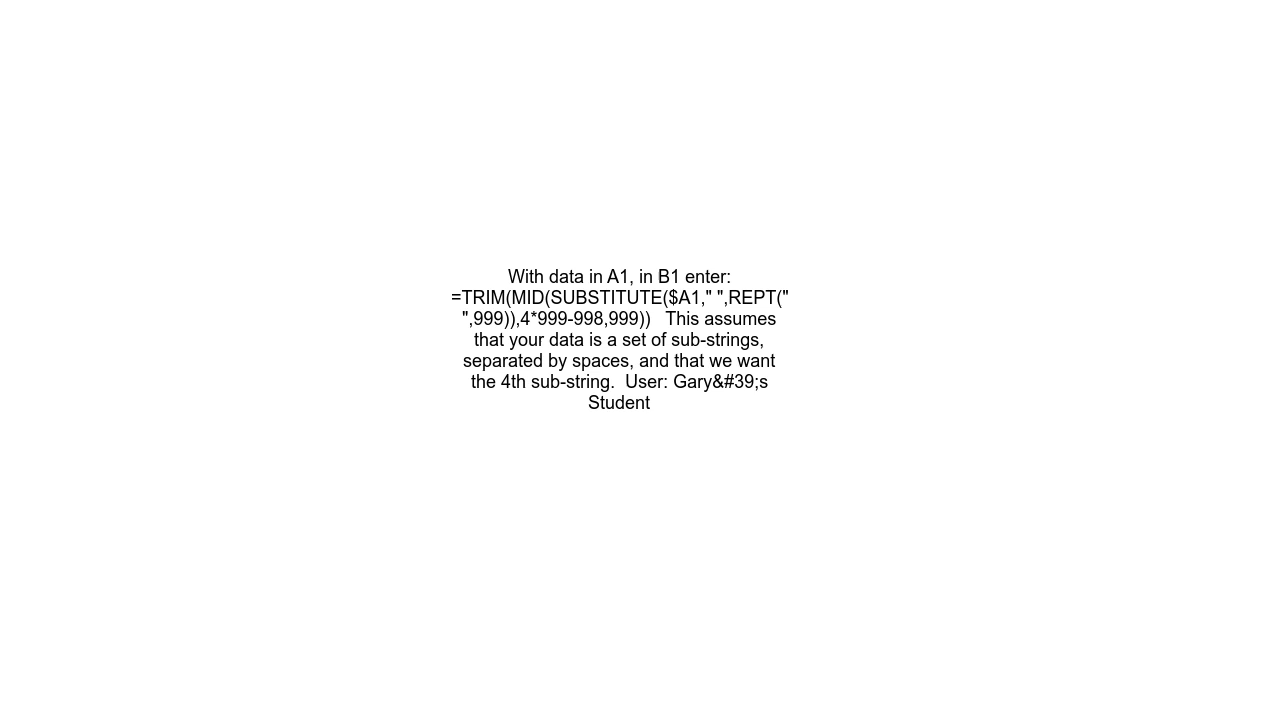 With data in A1, in B1 enter:
=TRIM(MID(SUBSTITUTE($A1," ",REPT("
",999)),4*999-998,999))   This assumes
that your data is a set of sub-strings,
separated by spaces, and that we want
the 4th sub-string.  User: Gary&#39;s
Student